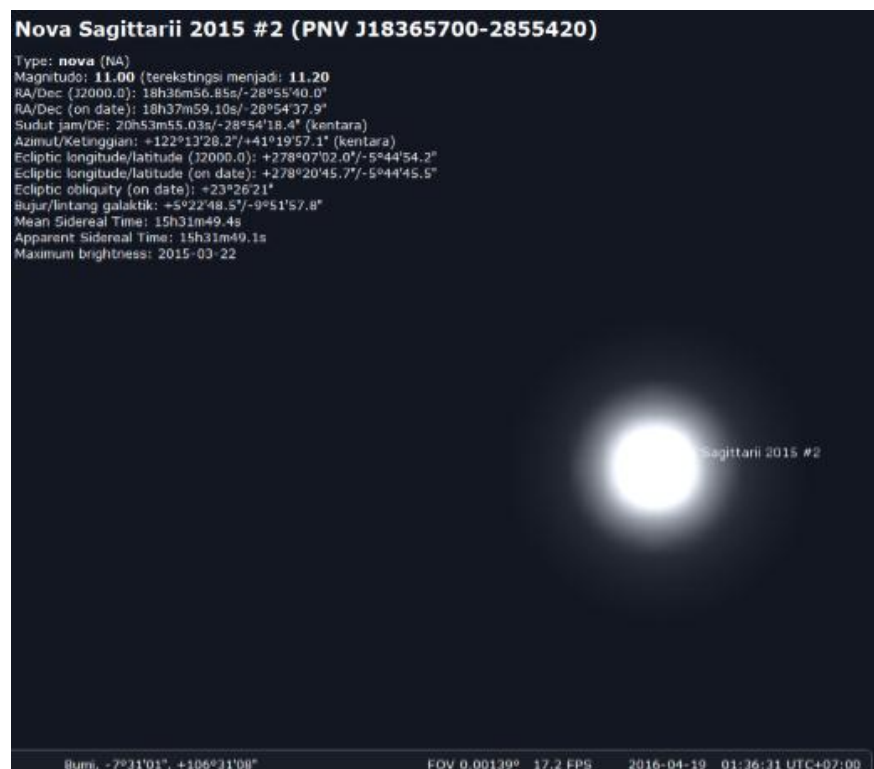 Nova Sagittarii 2015 #2 (PNV J18365700-2855420)
Type: nova (NA)
Magnitudo: 11.00 (terekstingsi menjadi: 11.20
RA/Dec (J2000.0): 18h36m56.85s/-28°55'40.0"
RA/Dec (on date): 18h37m59.10s/-28°54'37.9"
Sudut jam/DE: 20h53m55.03s/-28°54'18.4" (kentara)
Azimut/Ketinggian: +122°13'28.2"/+41°19'57.1" (kentara)
Ecliptic longitude/latitude (J2000.0): +278°07'02.0"/-5°44'54.2"
Ecliptic longitude/latitude (on date): +278°20'45.7"/-5°44'45.5"
Ecliptic obliquity (on date): +23°26'21"
Bujur/lintang galaktik: +5°22'48.5"/-9°51'57.8"
Mean Sidereal Time: 15h31m49.4s
Apparent Sidereal Time: 15h31m49.1s
Maximum brightness: 2015-03-22
Sagittarii 2015 #2
Bumi, -7°31'01", +106°31'08" FOV 0.00139° 17.2 FPS 2016-04-19 01:36:31 UTC+07:00